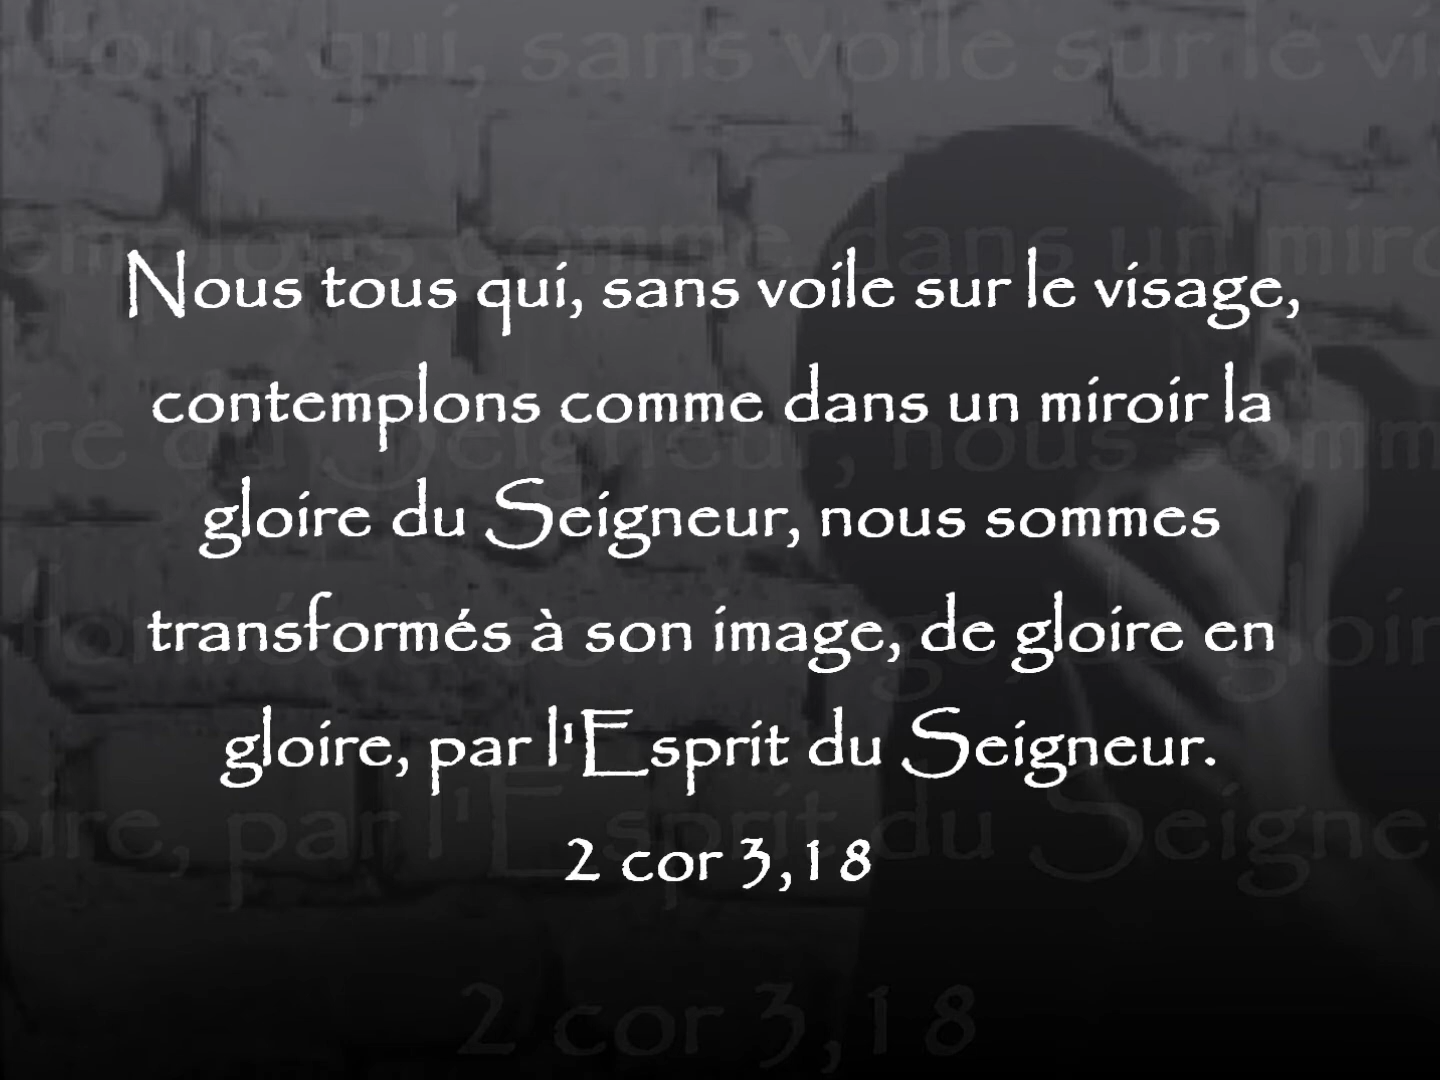 Nous tous qui, sans voile sur le visage,
contemplons comme dans un miroir la
gloire du Seigneur, nous sommes
transformés à son image, de gloire en
gloire, par l'Esprit du Seigneur.
2 cor 3,18